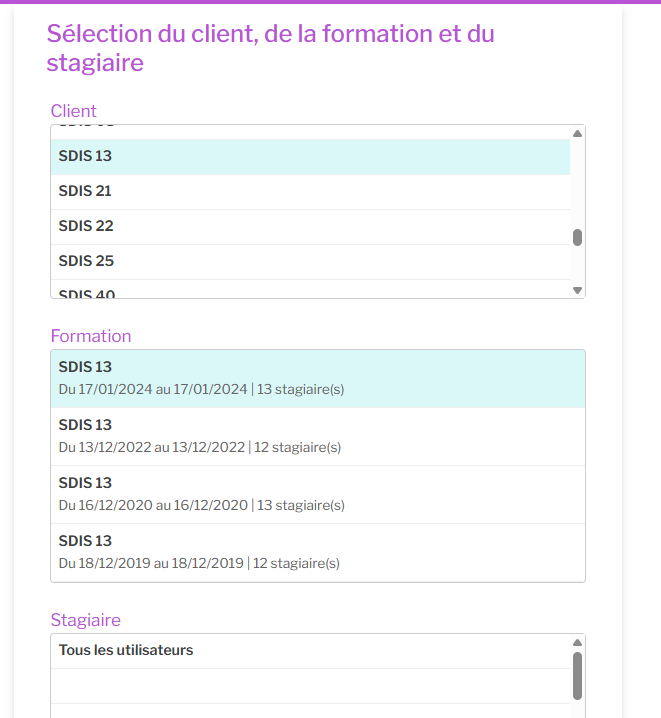 Sélection du client, de la formation et du
stagiaire
Client
SDIS 13
SDIS 21
SDIS 22
SDIS 25
SDIS 40
Formation
SDIS 13
Du 17/01/2024 au 17/01/2024 | 13 stagiaire(s)
SDIS 13
Du 13/12/2022 au 13/12/2022 | 12 stagiaire(s)
SDIS 13
Du 16/12/2020 au 16/12/2020 | 13 stagiaire(s)
SDIS 13
Du 18/12/2019 au 18/12/2019 | 12 stagiaire(s)
Stagiaire
Tous les utilisateurs